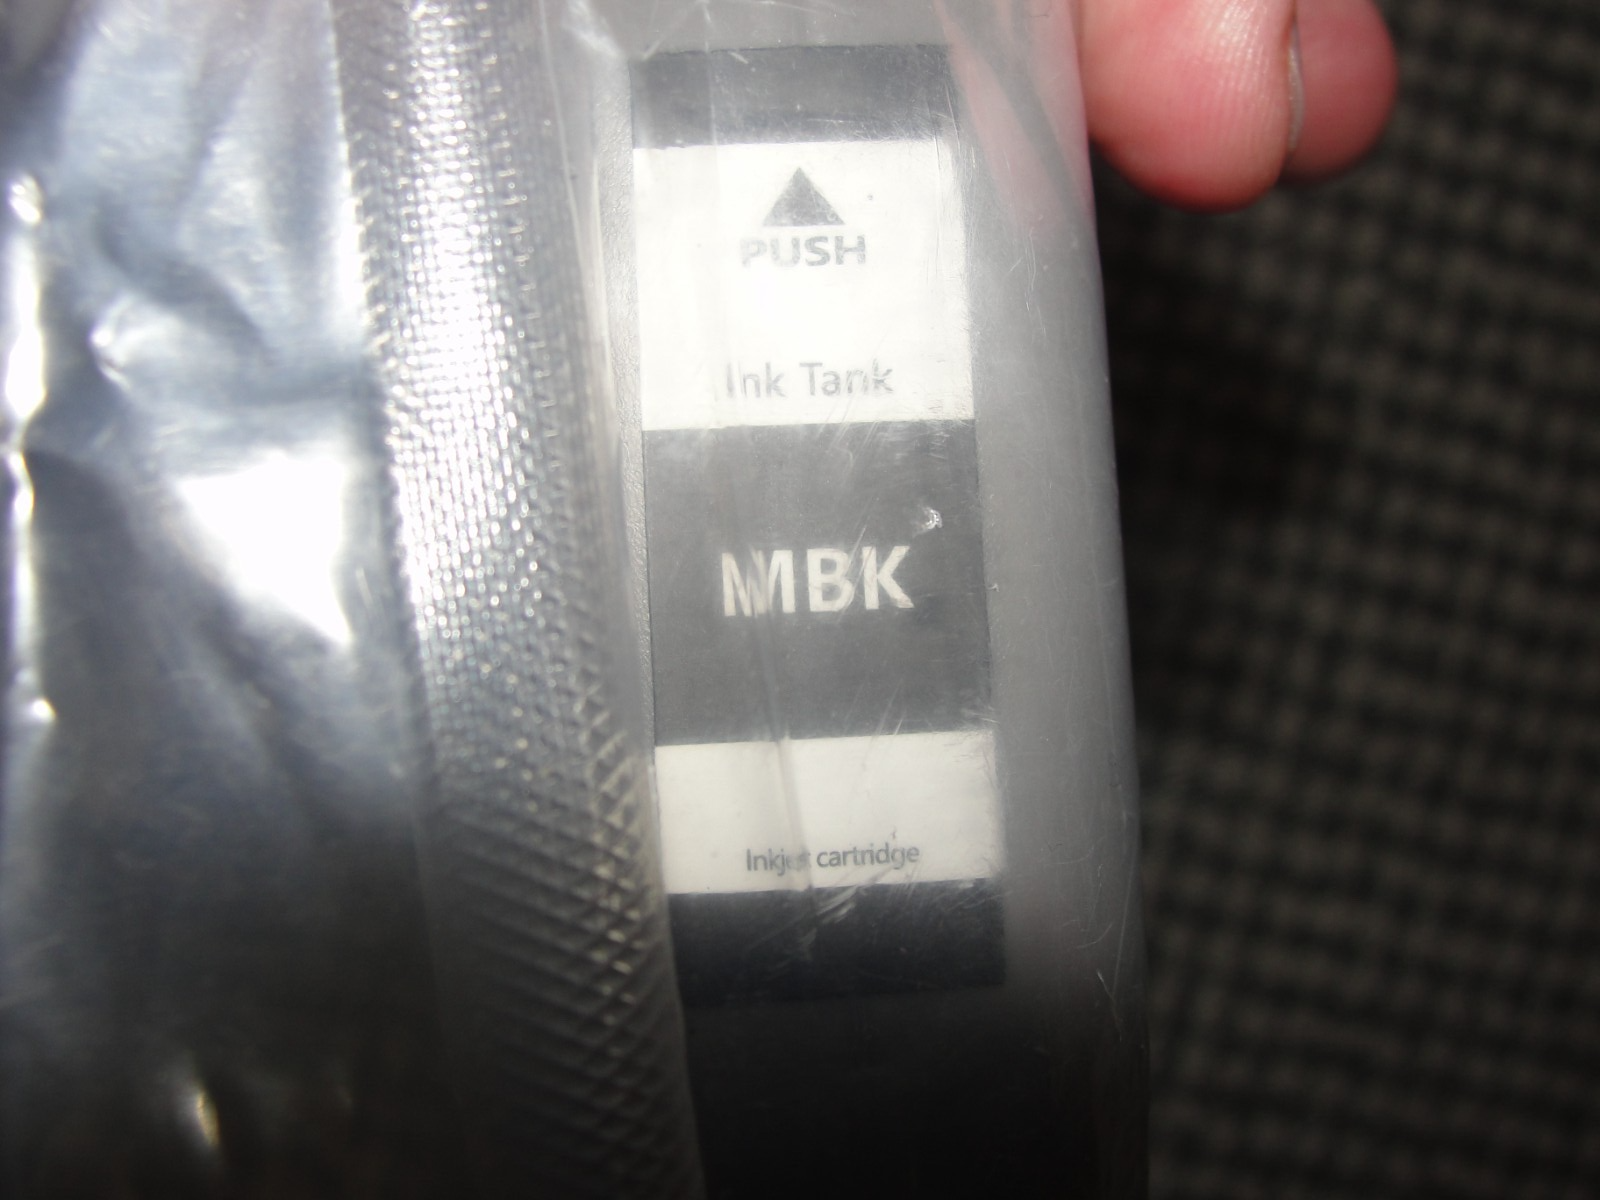 PUSH
Ink Tank
MBK
Inkjet cartridge